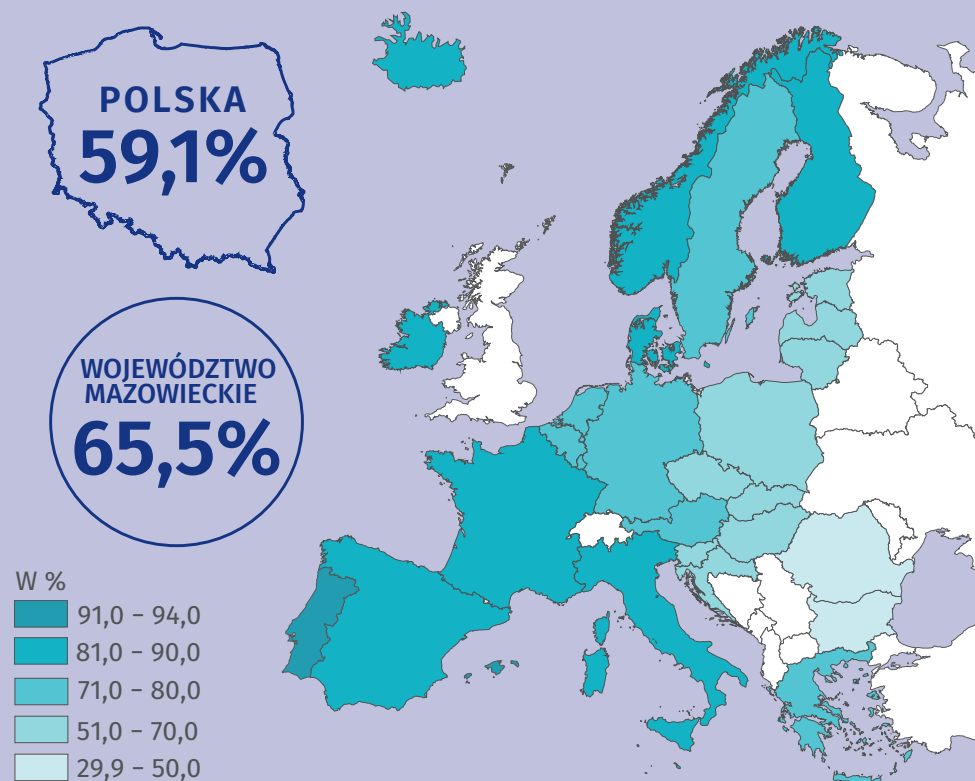 POLSKA
59,1%
WOJEWÓDZTWO
MAZOWIECKIE
65,5%
W %
91,0 – 94,0
81,0 – 90,0
71,0 – 80,0
51,0 – 70,0
29,9 – 50,0